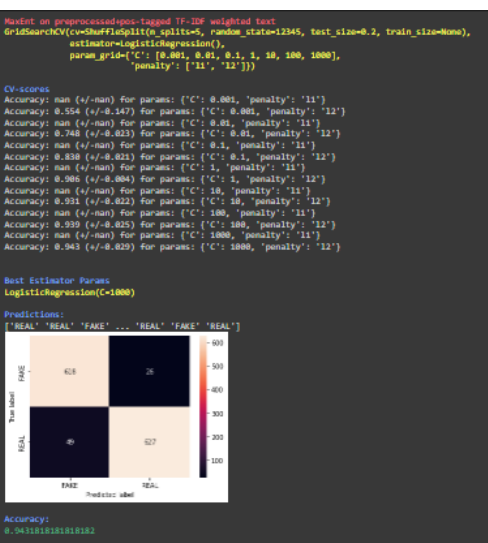 MaxEnt on preprocessed+pos-tagged TF-IDF weighted text
GridSearchCV(cv=ShuffleSplit(n_splits=5, random_state=12345, test_size=0.2, train_size=None),
estimator=LogisticRegression(),
param_grid={'C': [0.001, 0.01, 0.1, 1, 10, 100, 1000],
'penalty': ['l1', 'l2']})
CV-scores
Accuracy: nan (+/-nan) for params: {'C': 0.001, 'penalty': 'l1'}
Accuracy: 0.554 (+/-0.147) for params: {'C': 0.001, 'penalty': 'l2'}
Accuracy: nan (+/-nan) for params: {'C': 0.01, 'penalty': 'l1'}
Accuracy: 0.748 (+/-0.023) for params: {'C': 0.01, 'penalty': 'l2'}
Accuracy: nan (+/-nan) for params: {'C': 0.1, 'penalty': 'l1'}
Accuracy: 0.830 (+/-0.021) for params: {'C': 0.1, 'penalty': 'l2'}
Accuracy: nan (+/-nan) for params: {'C': 1, 'penalty': 'l1'}
Accuracy: 0.906 (+/-0.004) for params: {'C': 1, 'penalty': 'l2'}
Accuracy: nan (+/-nan) for params: {'C': 10, 'penalty': 'l1'}
Accuracy: 0.931 (+/-0.022) for params: {'C': 10, 'penalty': 'l2'}
Accuracy: nan (+/-nan) for params: {'C': 100, 'penalty': 'l1'}
Accuracy: 0.939 (+/-0.025) for params: {'C': 100, 'penalty': 'l2'}
Accuracy: nan (+/-nan) for params: {'C': 1000, 'penalty': 'l1'}
Accuracy: 0.943 (+/-0.029) for params: {'C': 1000, 'penalty': 'l2'}
Best Estimator Params
LogisticRegression(C=1000)
Predictions:
['REAL' 'REAL' 'FAKE' ... 'REAL' 'FAKE' 'REAL']
True label
FAKE
618
26
REAL
49
627
FAKE
REAL
Predicted label
600
500
400
300
200
100
Accuracy:
0.9431818181818182